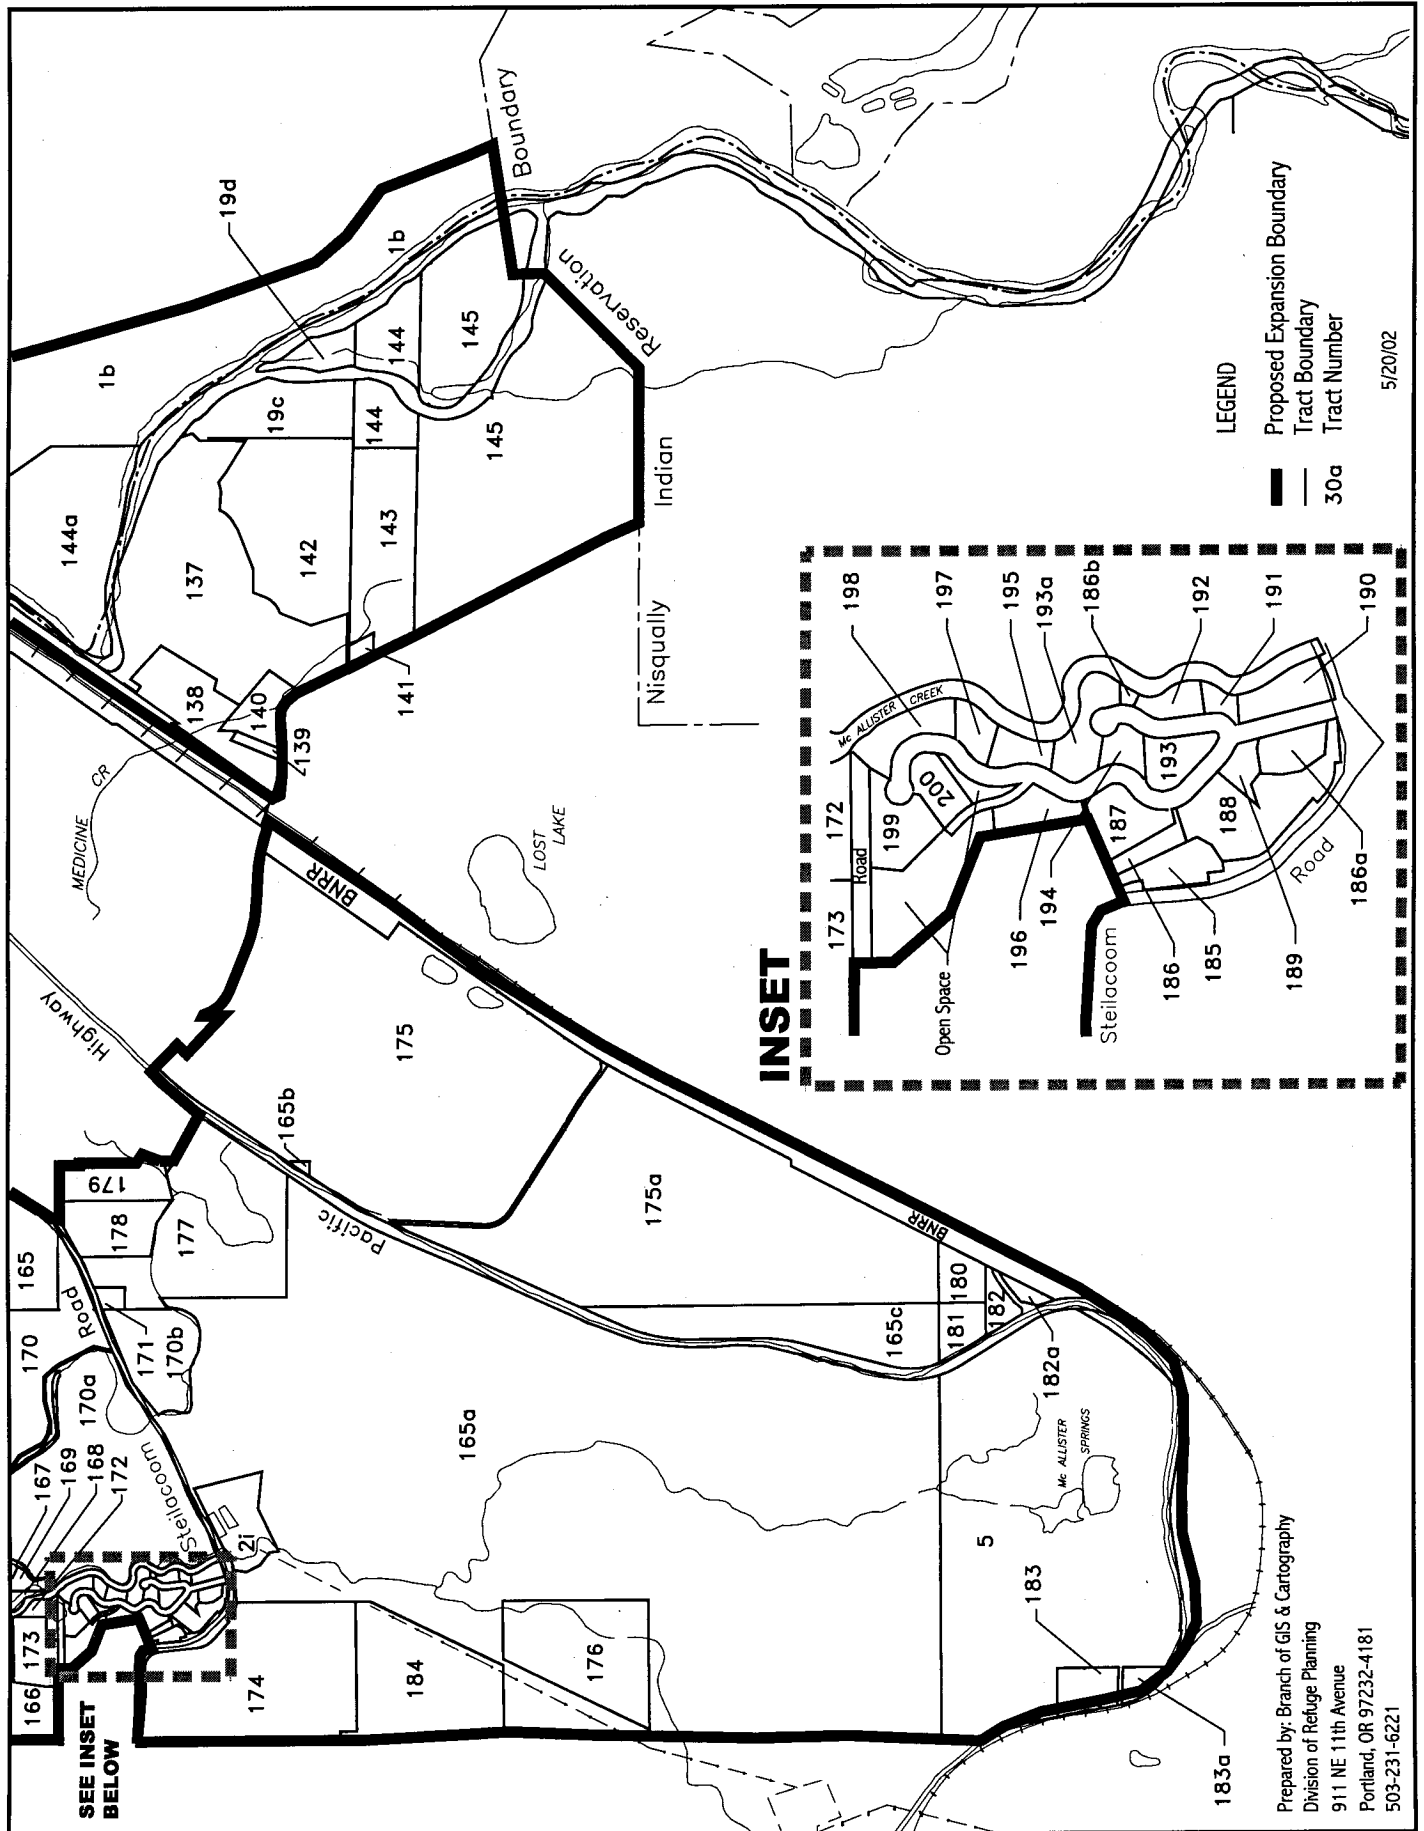 SEE INSET
BELOW
166
173
167
169
168
172
170a
170
165
Road
Steilacoom
171
170b
178
179
177
2i
174
184
176
165a
165b
Pacific
Highway
175
175a
165c
180
181
182
182a
BNRR
BNRR
5
183
183a
Mc ALLISTER
SPRINGS
MEDICINE
CR
LOST
LAKE
144a
137
138
140
139
141
142
143
144
144
145
145
19c
19d
1b
1b
Nisqually
Indian
Reservation
Boundary
INSET
173
172
Road
199
200
Mc ALLISTER CREEK
198
197
195
193a
186b
192
191
190
Open Space
196
194
187
193
188
186
185
189
186a
Steilacoom
Road
LEGEND
Proposed Expansion Boundary
Tract Boundary
30a Tract Number
5/20/02
Prepared by: Branch of GIS & Cartography
Division of Refuge Planning
911 NE 11th Avenue
Portland, OR 97232-4181
503-231-6221